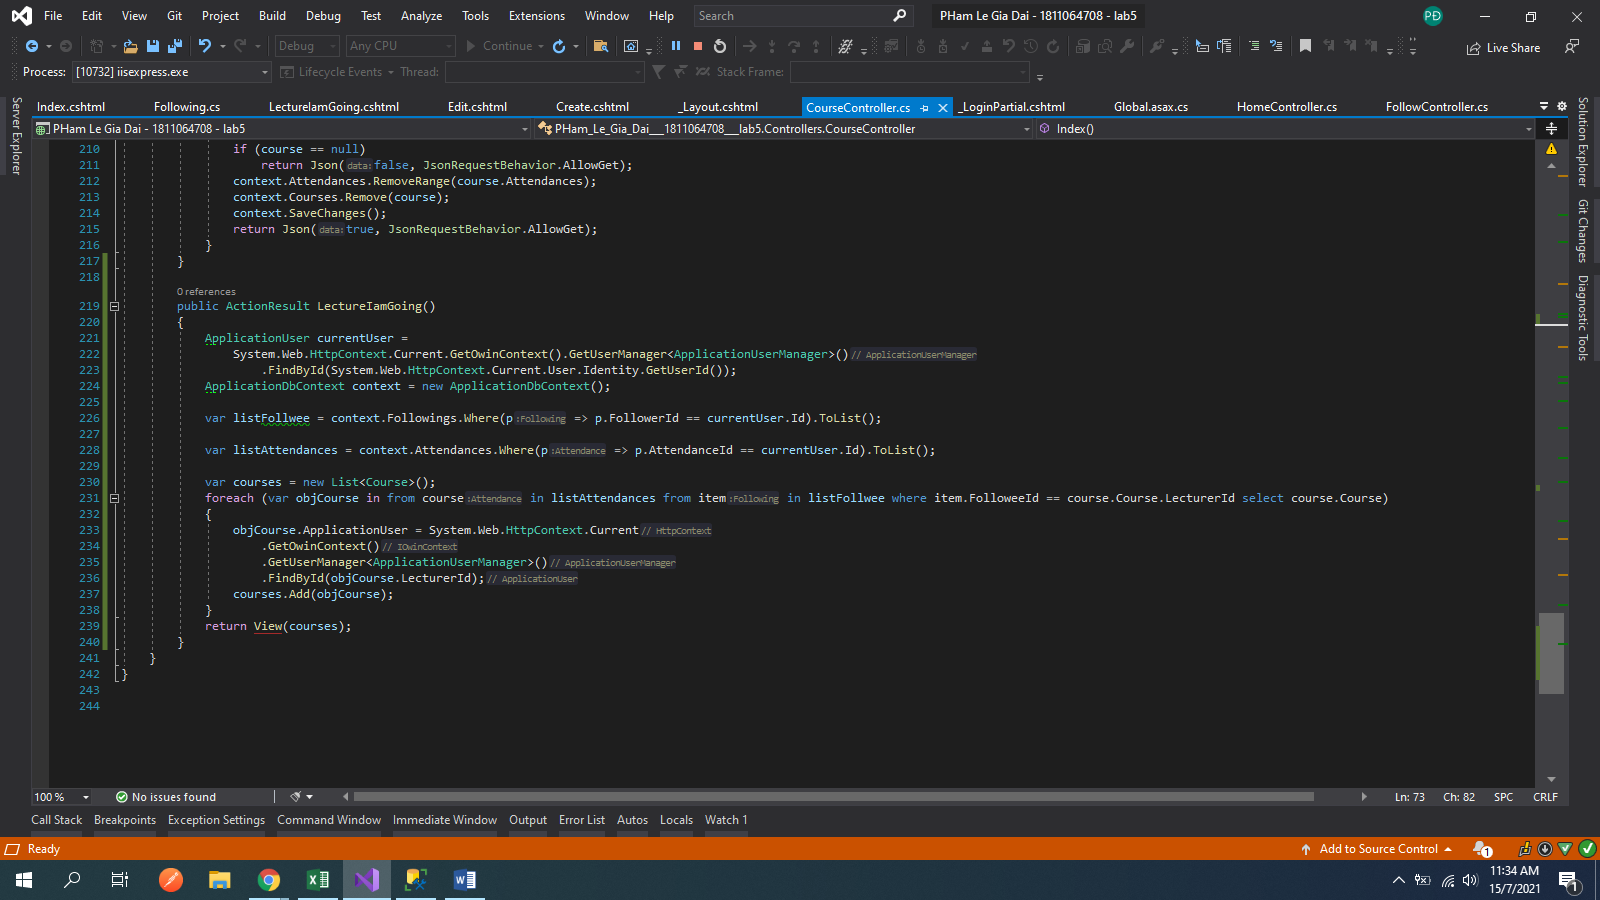 File Edit View Git Project Build Debug Test Analyze Tools Extensions Window Help Search PHam Le Gia Dai - 1811064708 - lab5 PĐ
Debug Any CPU Continue Live Share
Process: [10732] iisexpress.exe Lifecycle Events Thread: Stack Frame:
Index.cshtml Following.cs LectureIamGoing.cshtml Edit.cshtml Create.cshtml _Layout.cshtml CourseController.cs _LoginPartial.cshtml Global.asax.cs HomeController.cs FollowController.cs
PHam Le Gia Dai - 1811064708 - lab5 PHam_Le_Gia_Dai___1811064708___lab5.Controllers.CourseController Index()
Server Explorer
Solution Explorer
Git Changes
Diagnostic Tools
210 if (course == null)
211 return Json(data:false, JsonRequestBehavior.AllowGet);
212 context.Attendances.RemoveRange(course.Attendances);
213 context.Courses.Remove(course);
214 context.SaveChanges();
215 return Json(data:true, JsonRequestBehavior.AllowGet);
216 }
217 }
218
0 references
219 public ActionResult LectureIamGoing()
220 {
221 ApplicationUser currentUser =
222 System.Web.HttpContext.Current.GetOwinContext().GetUserManager<ApplicationUserManager>() // ApplicationUserManager
223 .FindById(System.Web.HttpContext.Current.User.Identity.GetUserId());
224 ApplicationDbContext context = new ApplicationDbContext();
225
226 var listFollwee = context.Followings.Where(p:Following => p.FollowerId == currentUser.Id).ToList();
227
228 var listAttendances = context.Attendances.Where(p:Attendance => p.AttendanceId == currentUser.Id).ToList();
229
230 var courses = new List<Course>();
231 foreach (var objCourse in from course:Attendance in listAttendances from item:Following in listFollwee where item.FolloweeId == course.Course.LecturerId select course.Course)
232 {
233 objCourse.ApplicationUser = System.Web.HttpContext.Current // HttpContext
234 .GetOwinContext() // IOwinContext
235 .GetUserManager<ApplicationUserManager>() // ApplicationUserManager
236 .FindById(objCourse.LecturerId); // ApplicationUser
237 courses.Add(objCourse);
238 }
239 return View(courses);
240 }
241 }
242 }
243
244
100 % No issues found Ln: 73 Ch: 82 SPC CRLF
Call Stack Breakpoints Exception Settings Command Window Immediate Window Output Error List Autos Locals Watch 1
Ready Add to Source Control 1
11:34 AM
15/7/2021 1